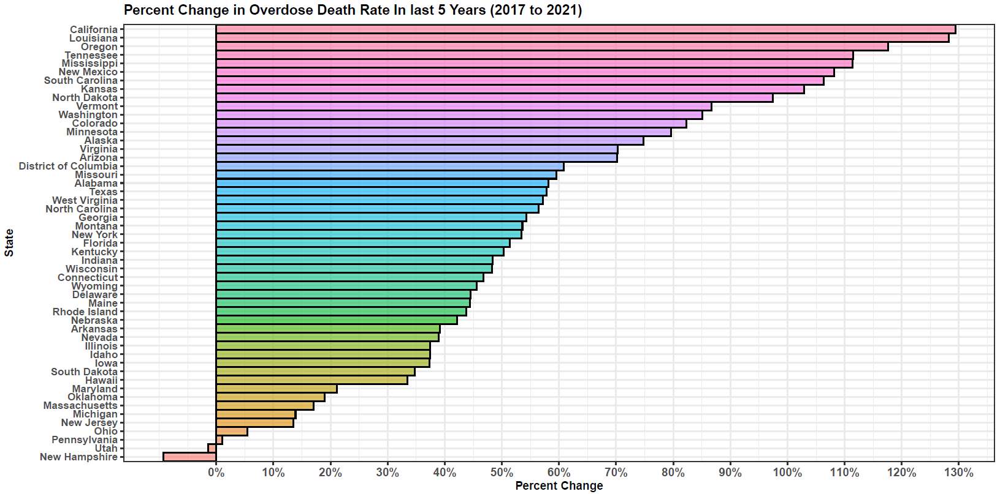 Percent Change in Overdose Death Rate In last 5 Years (2017 to 2021)
California
Louisiana
Oregon
Tennessee
Mississippi
New Mexico
South Carolina
Kansas
North Dakota
Vermont
Washington
Colorado
Minnesota
Alaska
Virginia
Arizona
District of Columbia
Missouri
Alabama
Texas
West Virginia
North Carolina
Georgia
Montana
New York
Florida
Kentucky
Indiana
Wisconsin
Connecticut
Wyoming
Delaware
Maine
Rhode Island
Nebraska
Arkansas
Nevada
Illinois
Idaho
Iowa
South Dakota
Hawaii
Maryland
Oklahoma
Massachusetts
Michigan
New Jersey
Ohio
Pennsylvania
Utah
New Hampshire
State
0% 10% 20% 30% 40% 50% 60% 70% 80% 90% 100% 110% 120% 130%
Percent Change